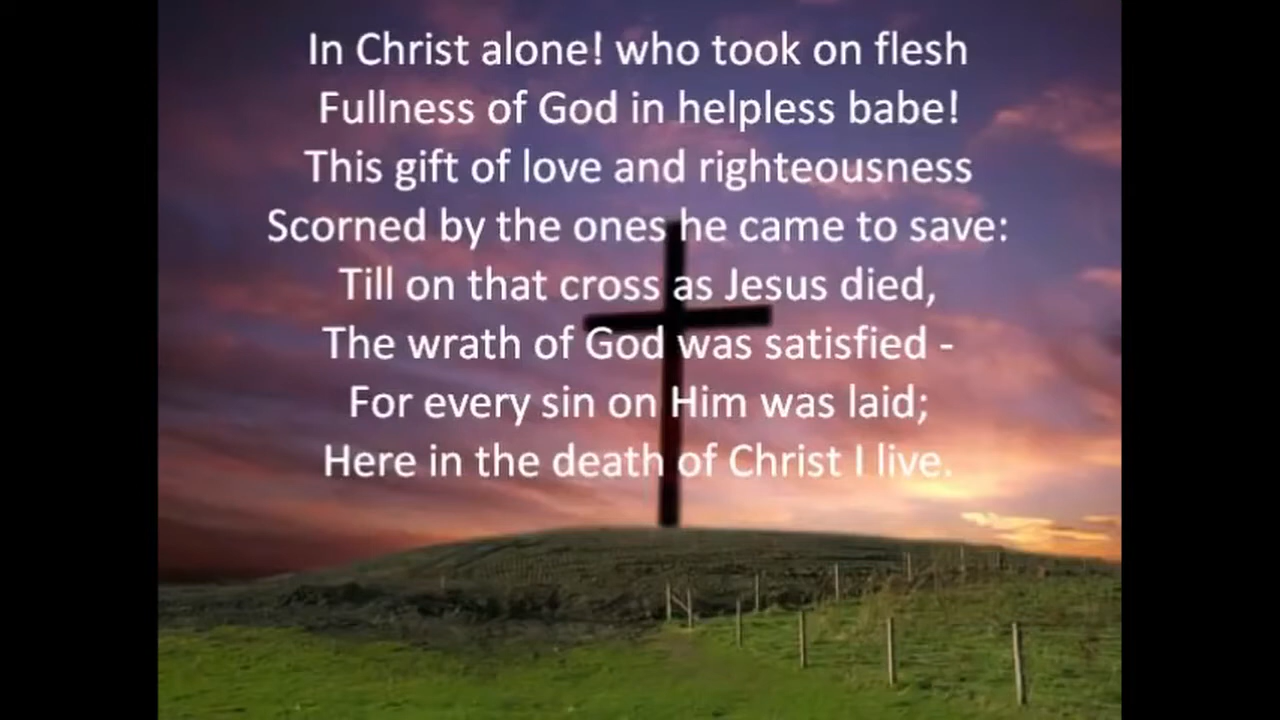 In Christ alone! who took on flesh
Fullness of God in helpless babe!
This gift of love and righteousness
Scorned by the ones he came to save:
Till on that cross as Jesus died,
The wrath of God was satisfied -
For every sin on Him was laid;
Here in the death of Christ I live.